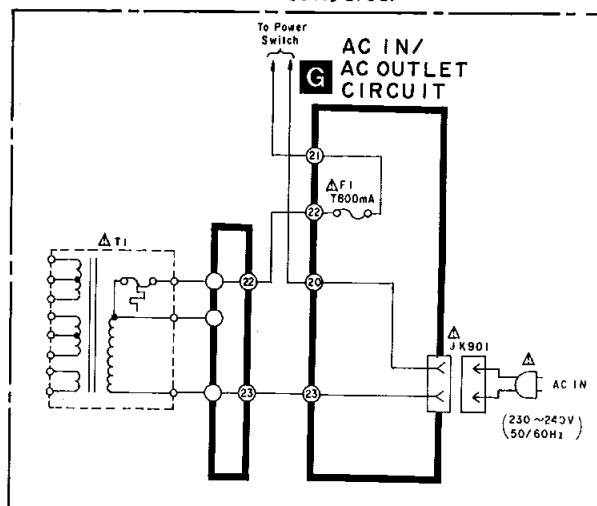 To Power
Switch
G
AC IN/
AC OUTLET
CIRCUIT
21
⚠ F1
T800mA
22
⚠ T1
22
20
⚠
JK901
⚠
AC IN
23
23
(230~240V
50/60Hz)